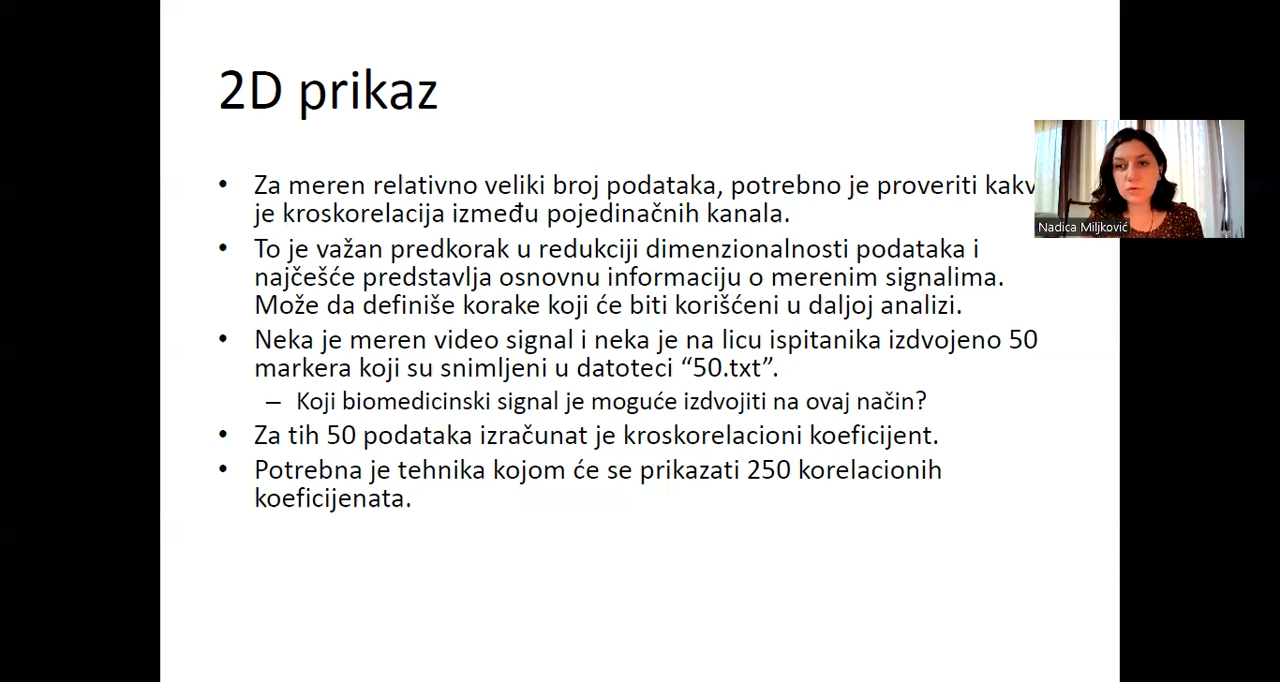 2D prikaz
• Za meren relativno veliki broj podataka, potrebno je proveriti kakv
je kroskorelacija između pojedinačnih kanala.
• To je važan predkorak u redukciji dimenzionalnosti podataka i
najčešće predstavlja osnovnu informaciju o merenim signalima.
Može da definiše korake koji će biti korišćeni u daljoj analizi.
• Neka je meren video signal i neka je na licu ispitanika izdvojeno 50
markera koji su snimljeni u datoteci “50.txt”.
– Koji biomedicinski signal je moguće izdvojiti na ovaj način?
• Za tih 50 podataka izračunat je kroskorelacioni koeficijent.
• Potrebna je tehnika kojom će se prikazati 250 korelacionih
koeficijenata.
Nadica Miljković